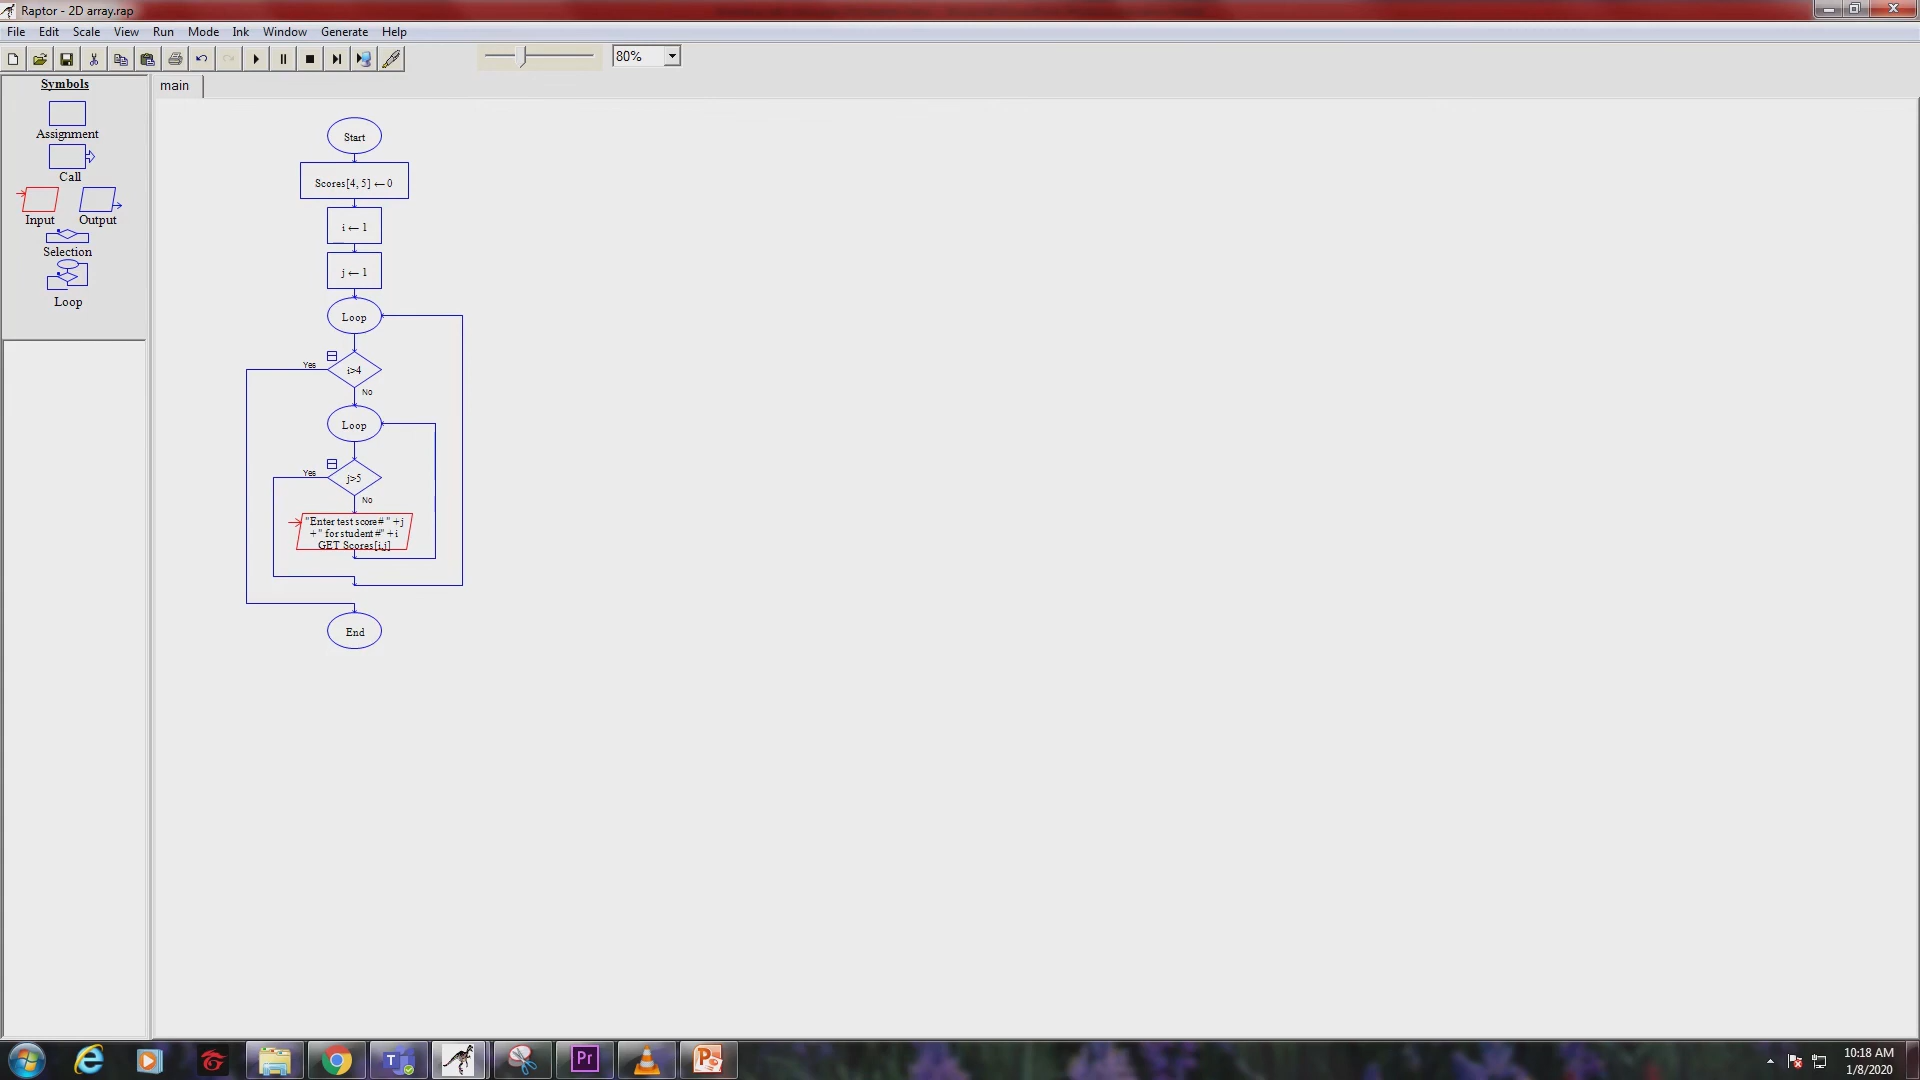 Raptor - 2D array.rap
File Edit Scale View Run Mode Ink Window Generate Help
80%
Symbols
main
Assignment
Call
Input Output
Selection
Loop
Start
Scores[4, 5] ← 0
i ← 1
j ← 1
Loop
Yes
i>4
No
Loop
Yes
j>5
No
"Enter test score# " +j
+" for student #" +i
GET Scores[i,j]
End
Pr
10:18 AM
1/8/2020